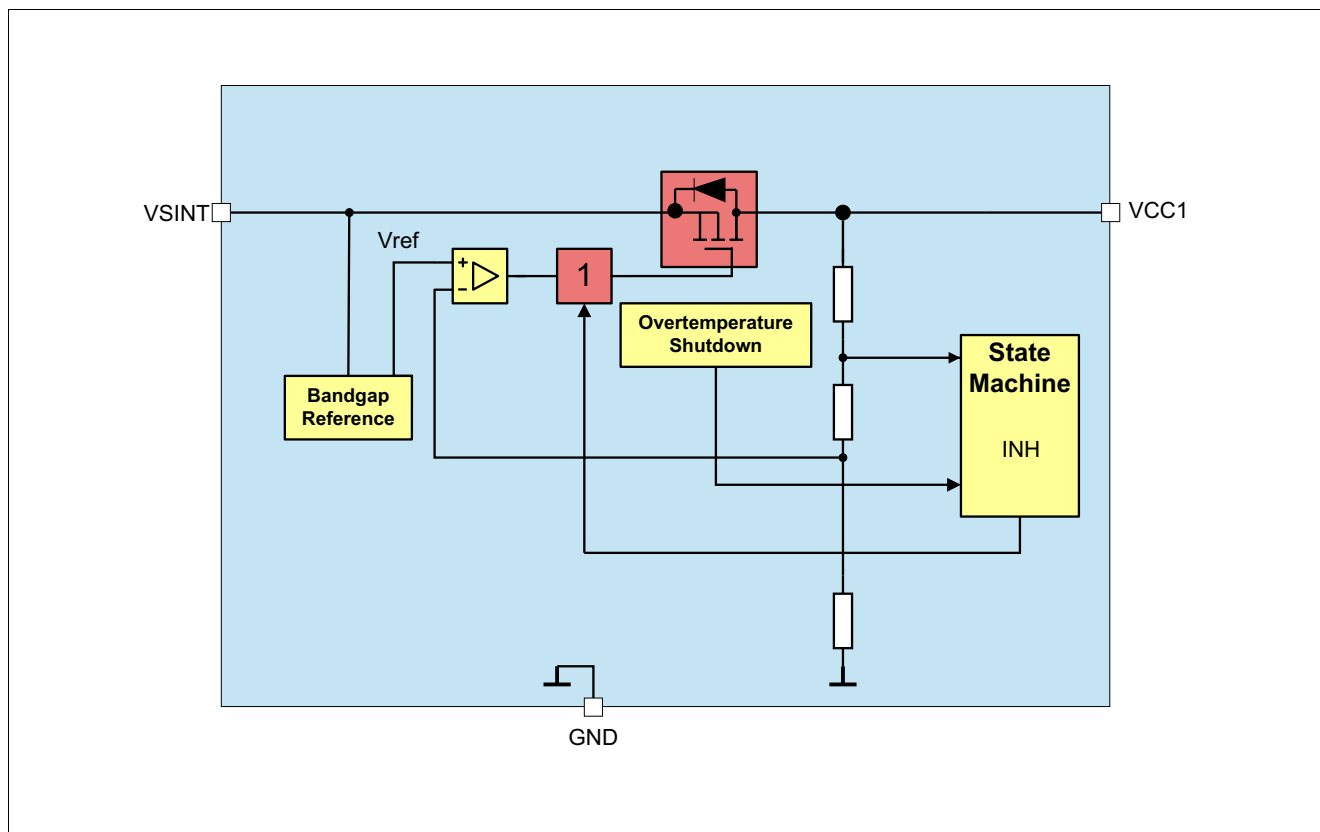 VSINT
VCC1
Vref
+
-
1
Overtemperature
Shutdown
State
Machine
INH
Bandgap
Reference
GND